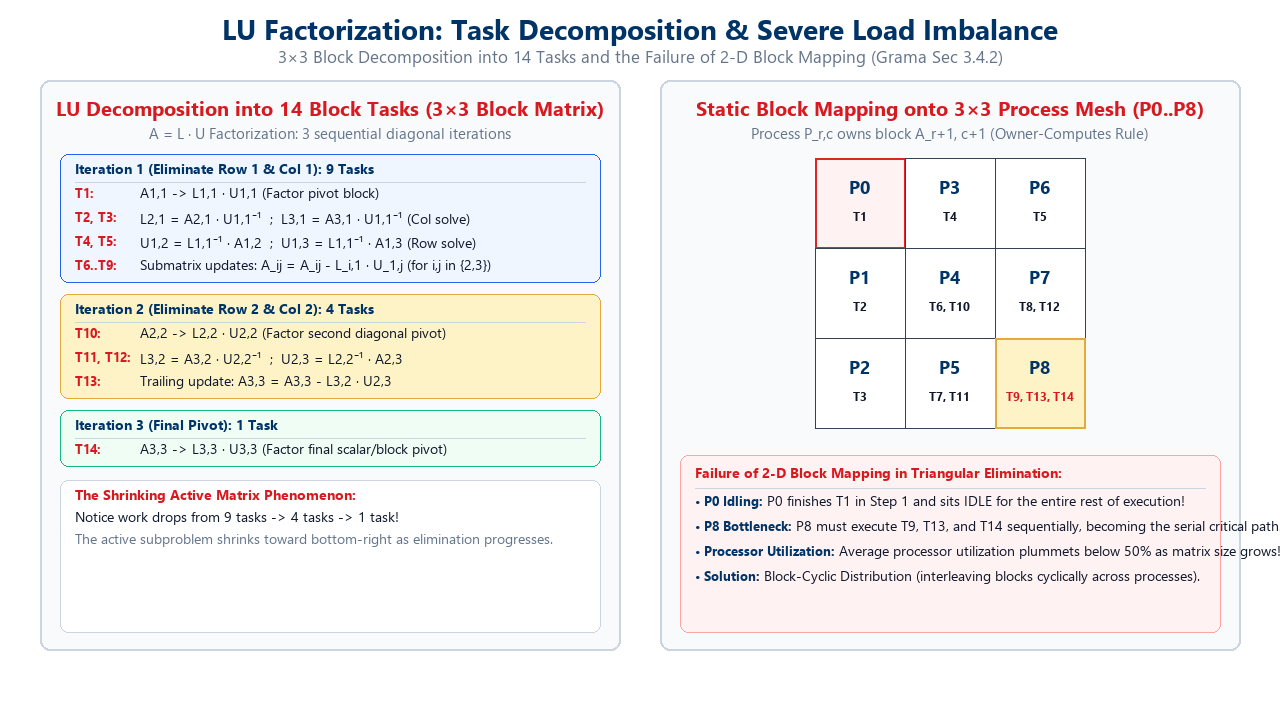 LU Factorization: Task Decomposition & Severe Load Imbalance
3×3 Block Decomposition into 14 Tasks and the Failure of 2-D Block Mapping (Grama Sec 3.4.2)
LU Decomposition into 14 Block Tasks (3×3 Block Matrix)
A = L · U Factorization: 3 sequential diagonal iterations
Iteration 1 (Eliminate Row 1 & Col 1): 9 Tasks
T1: A1,1 -> L1,1 · U1,1 (Factor pivot block)
T2, T3: L2,1 = A2,1 · U1,1⁻¹ ; L3,1 = A3,1 · U1,1⁻¹ (Col solve)
T4, T5: U1,2 = L1,1⁻¹ · A1,2 ; U1,3 = L1,1⁻¹ · A1,3 (Row solve)
T6..T9: Submatrix updates: A_ij = A_ij - L_i,1 · U_1,j (for i,j in {2,3})
Iteration 2 (Eliminate Row 2 & Col 2): 4 Tasks
T10: A2,2 -> L2,2 · U2,2 (Factor second diagonal pivot)
T11, T12: L3,2 = A3,2 · U2,2⁻¹ ; U2,3 = L2,2⁻¹ · A2,3
T13: Trailing update: A3,3 = A3,3 - L3,2 · U2,3
Iteration 3 (Final Pivot): 1 Task
T14: A3,3 -> L3,3 · U3,3 (Factor final scalar/block pivot)
The Shrinking Active Matrix Phenomenon:
Notice work drops from 9 tasks -> 4 tasks -> 1 task!
The active subproblem shrinks toward bottom-right as elimination progresses.
Static Block Mapping onto 3×3 Process Mesh (P0..P8)
Process P_r,c owns block A_r+1, c+1 (Owner-Computes Rule)
P0 P3 P6
T1 T4 T5
P1 P4 P7
T2 T6, T10 T8, T12
P2 P5 P8
T3 T7, T11 T9, T13, T14
Failure of 2-D Block Mapping in Triangular Elimination:
• P0 Idling: P0 finishes T1 in Step 1 and sits IDLE for the entire rest of execution!
• P8 Bottleneck: P8 must execute T9, T13, and T14 sequentially, becoming the serial critical path
• Processor Utilization: Average processor utilization plummets below 50% as matrix size grows!
• Solution: Block-Cyclic Distribution (interleaving blocks cyclically across processes).